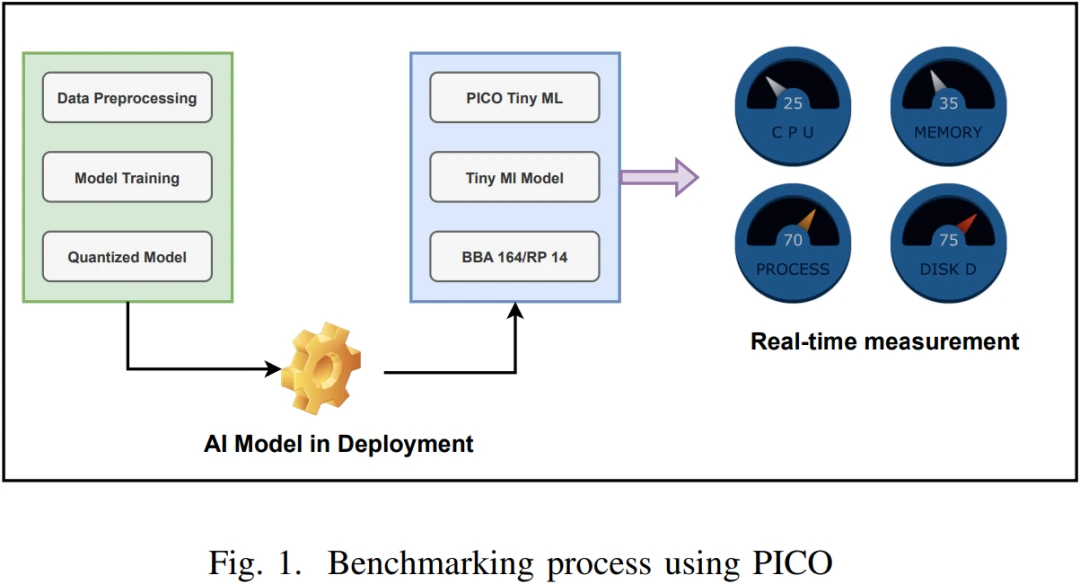 Data Preprocessing
Model Training
Quantized Model
PICO Tiny ML
Tiny Ml Model
BBA 164/RP 14
25
C P U
35
MEMORY
70
PROCESS
75
DISK D
Real-time measurement
AI Model in Deployment
Fig. 1. Benchmarking process using PICO